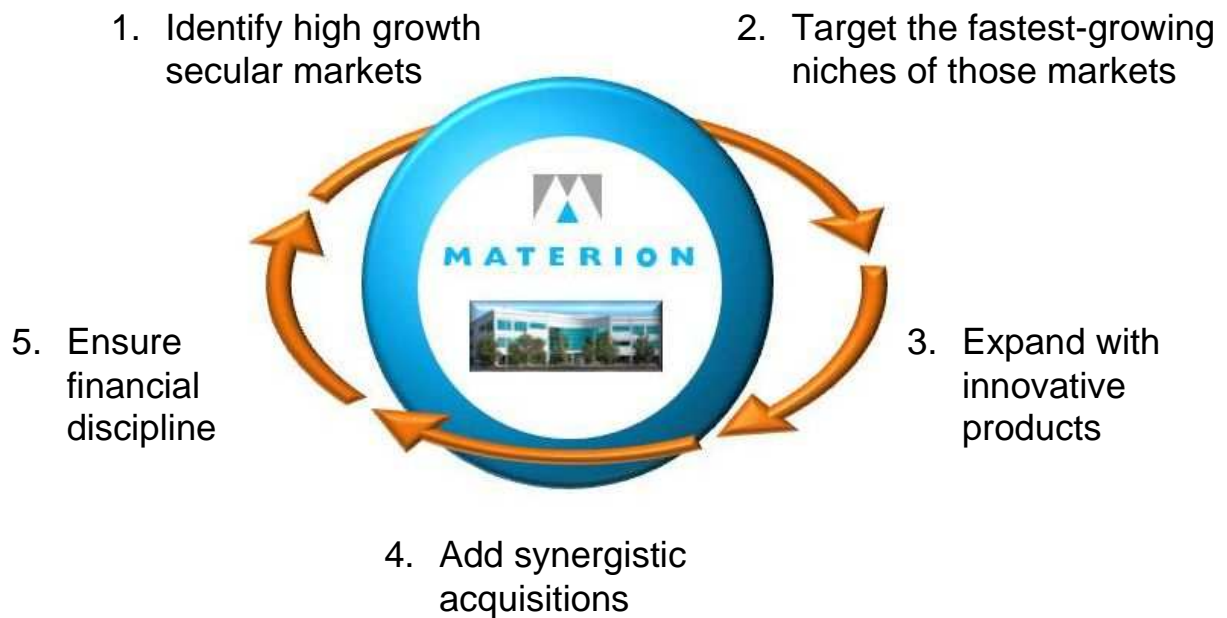 1. Identify high growth
secular markets
2. Target the fastest-growing
niches of those markets
MATERION
5. Ensure
financial
discipline
3. Expand with
innovative
products
4. Add synergistic
acquisitions